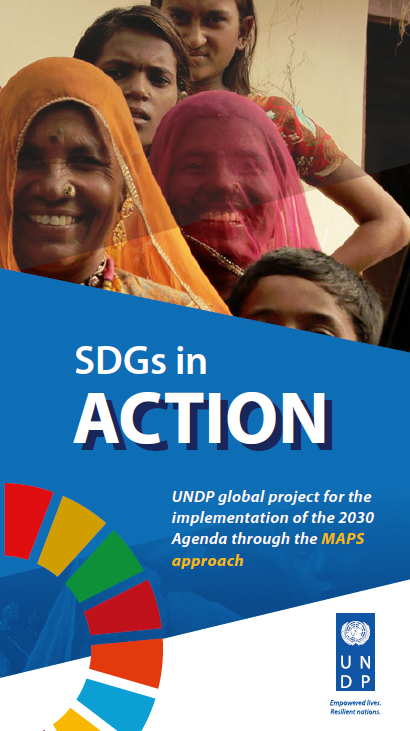 SDGs in
ACTION
UNDP global project for the
implementation of the 2030
Agenda through the MAPS
approach
U N
D P
Empowered lives.
Resilient nations.